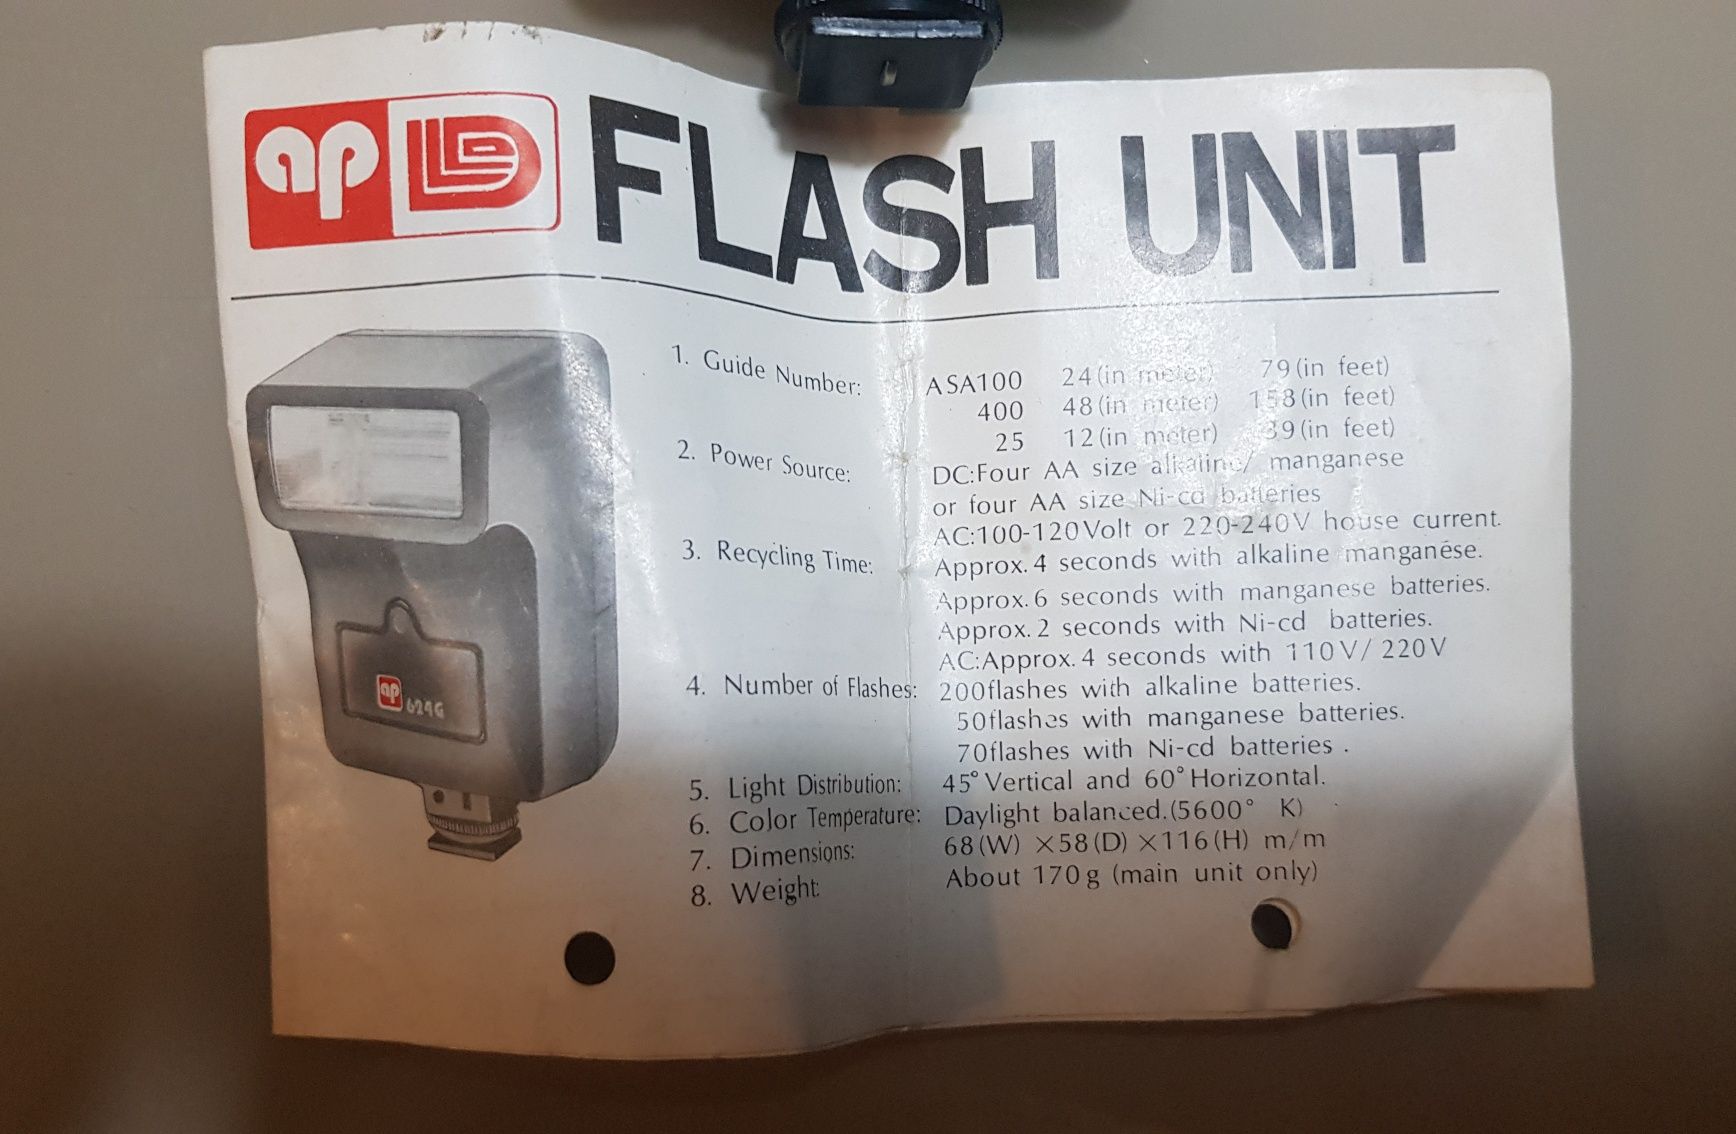 ap LD FLASH UNIT
1. Guide Number: ASA100 24(in meter) 79(in feet)
400 48(in meter) 158(in feet)
25 12(in meter) 39(in feet)
2. Power Source: DC:Four AA size alkaline/ manganese
or four AA size Ni-cd batteries
AC:100-120Volt or 220-240V house current.
3. Recycling Time: Approx. 4 seconds with alkaline manganese.
Approx. 6 seconds with manganese batteries.
Approx. 2 seconds with Ni-cd batteries.
AC:Approx. 4 seconds with 110V/ 220V
4. Number of Flashes: 200flashes with alkaline batteries.
50flashes with manganese batteries.
70flashes with Ni-cd batteries .
5. Light Distribution: 45° Vertical and 60° Horizontal.
6. Color Temperature: Daylight balanced.(5600° K)
7. Dimensions: 68(W) ×58(D) ×116(H) m/m
8. Weight: About 170g (main unit only)
ap 624G